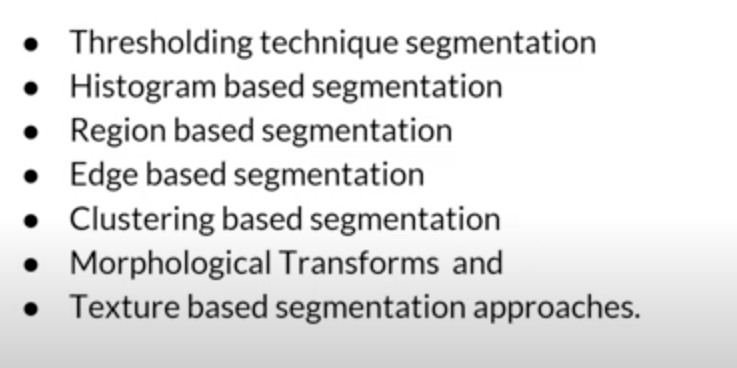 ● Thresholding technique segmentation
● Histogram based segmentation
● Region based segmentation
● Edge based segmentation
● Clustering based segmentation
● Morphological Transforms and
● Texture based segmentation approaches.